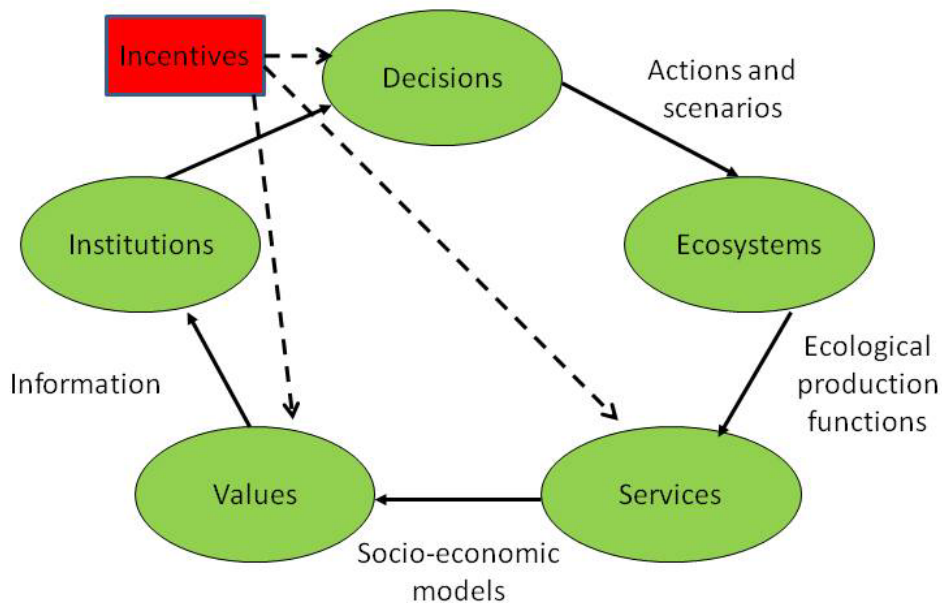 Incentives
Decisions
Actions and
scenarios
Institutions
Ecosystems
Information
Ecological
production
functions
Values
Services
Socio-economic
models